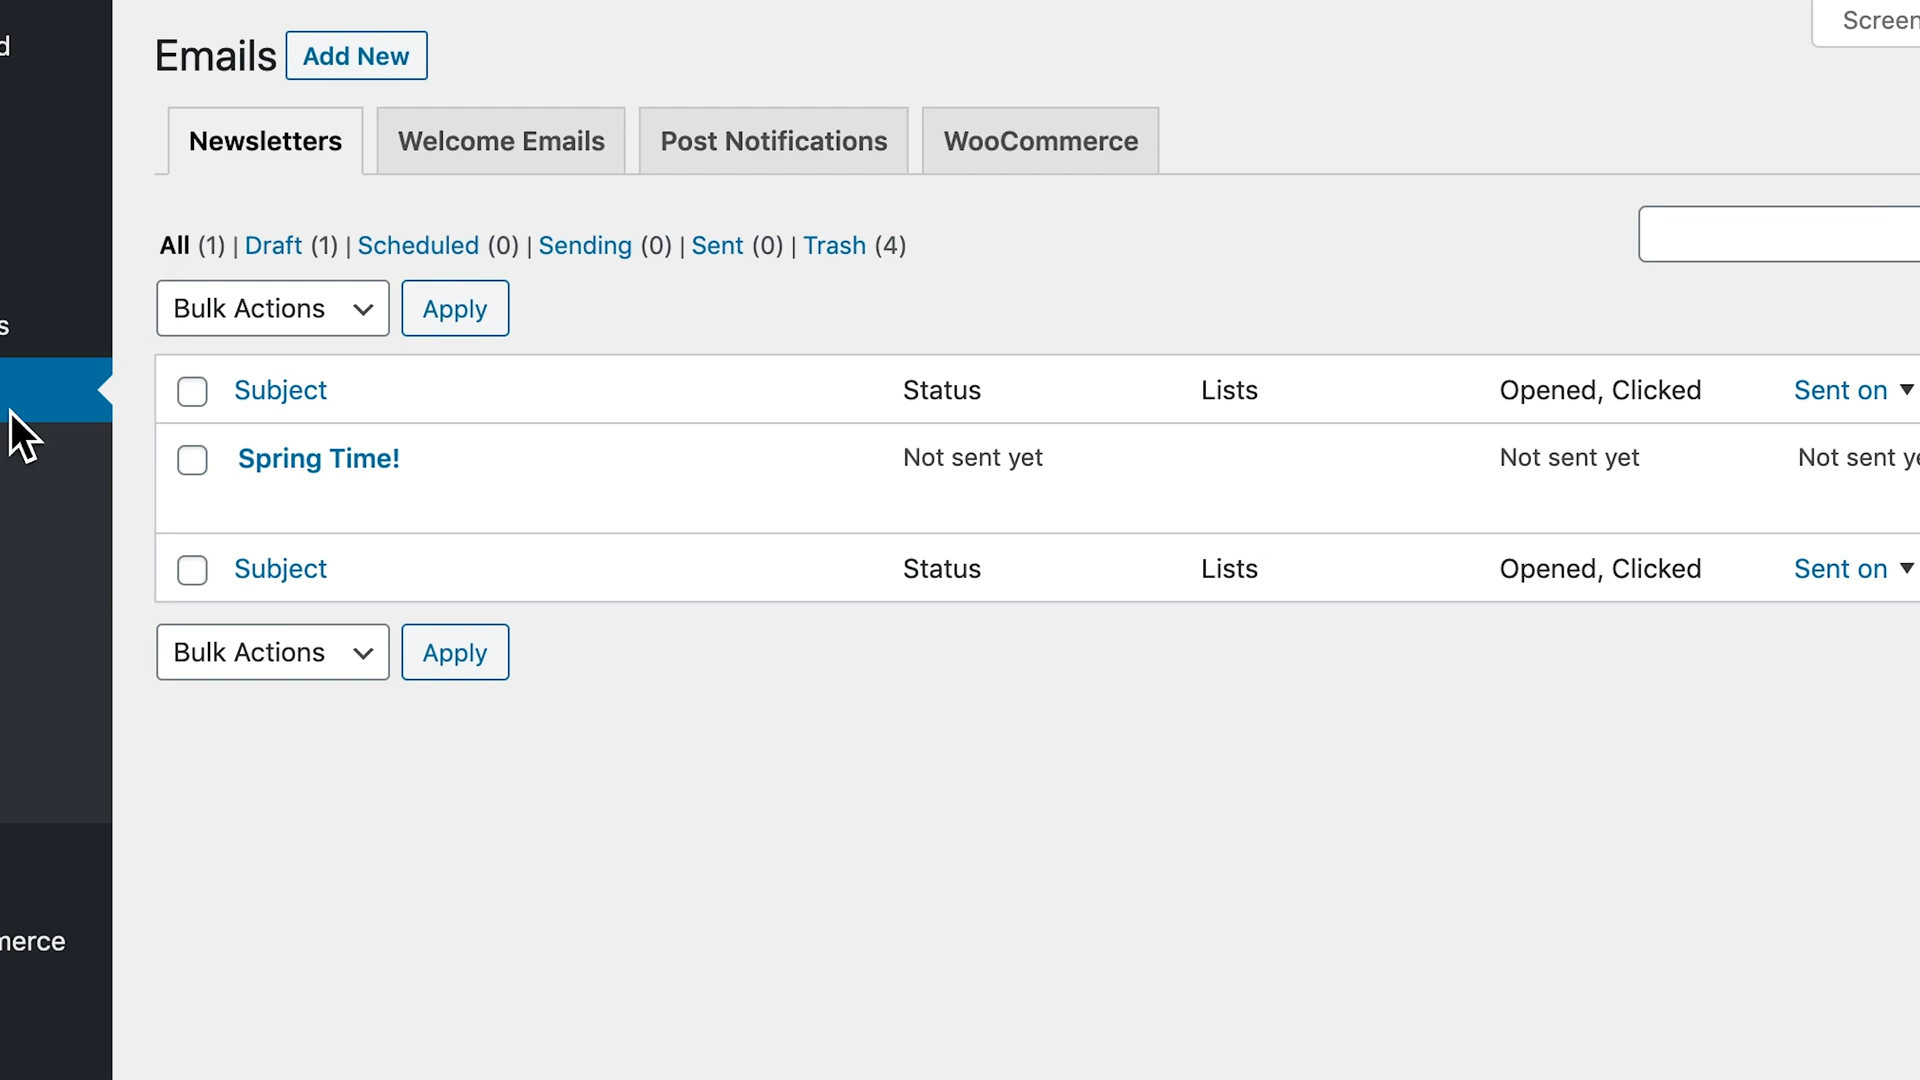 Screen
Emails Add New
Newsletters Welcome Emails Post Notifications WooCommerce
All (1) | Draft (1) | Scheduled (0) | Sending (0) | Sent (0) | Trash (4)
Bulk Actions Apply
Subject Status Lists Opened, Clicked Sent on
Spring Time! Not sent yet Not sent yet Not sent ye
Subject Status Lists Opened, Clicked Sent on
Bulk Actions Apply
d
s
merce